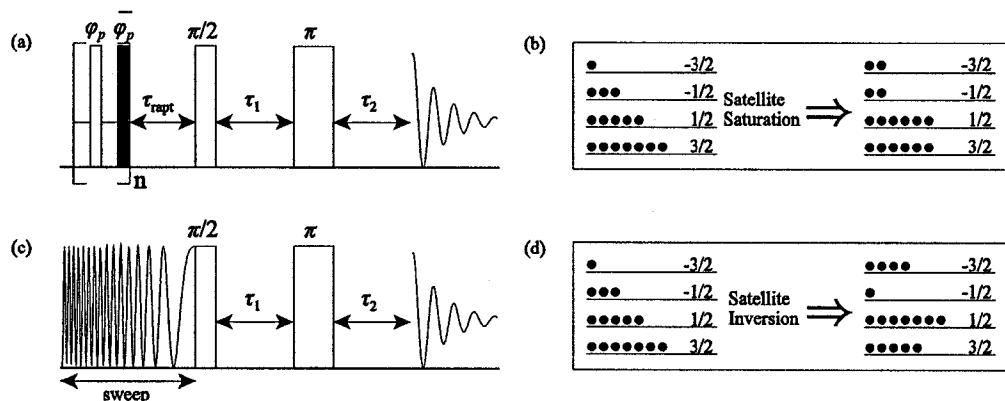 (a)
φp φ̄p π/2 π
τrapt τ1 τ2
n
(b)
-3/2 -3/2
-1/2 -1/2
Satellite
Saturation
1/2 1/2
3/2 3/2
(c)
π/2 π
τ1 τ2
sweep
(d)
-3/2 -3/2
-1/2 -1/2
Satellite
Inversion
1/2 1/2
3/2 3/2